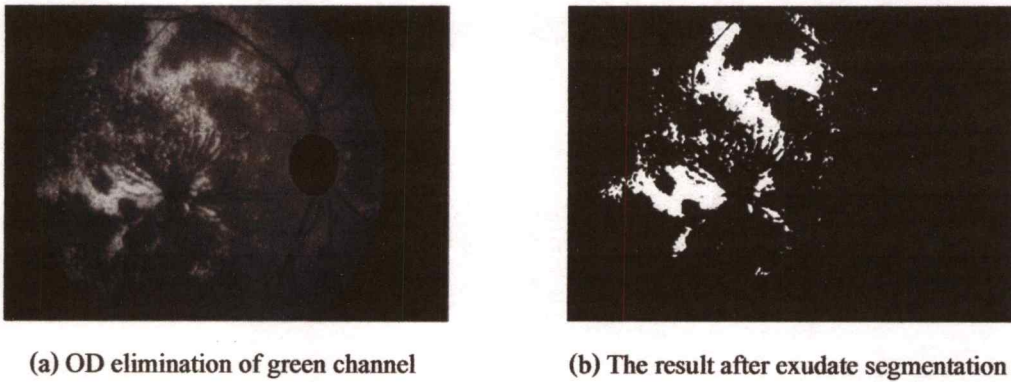 (a) OD elimination of green channel
(b) The result after exudate segmentation